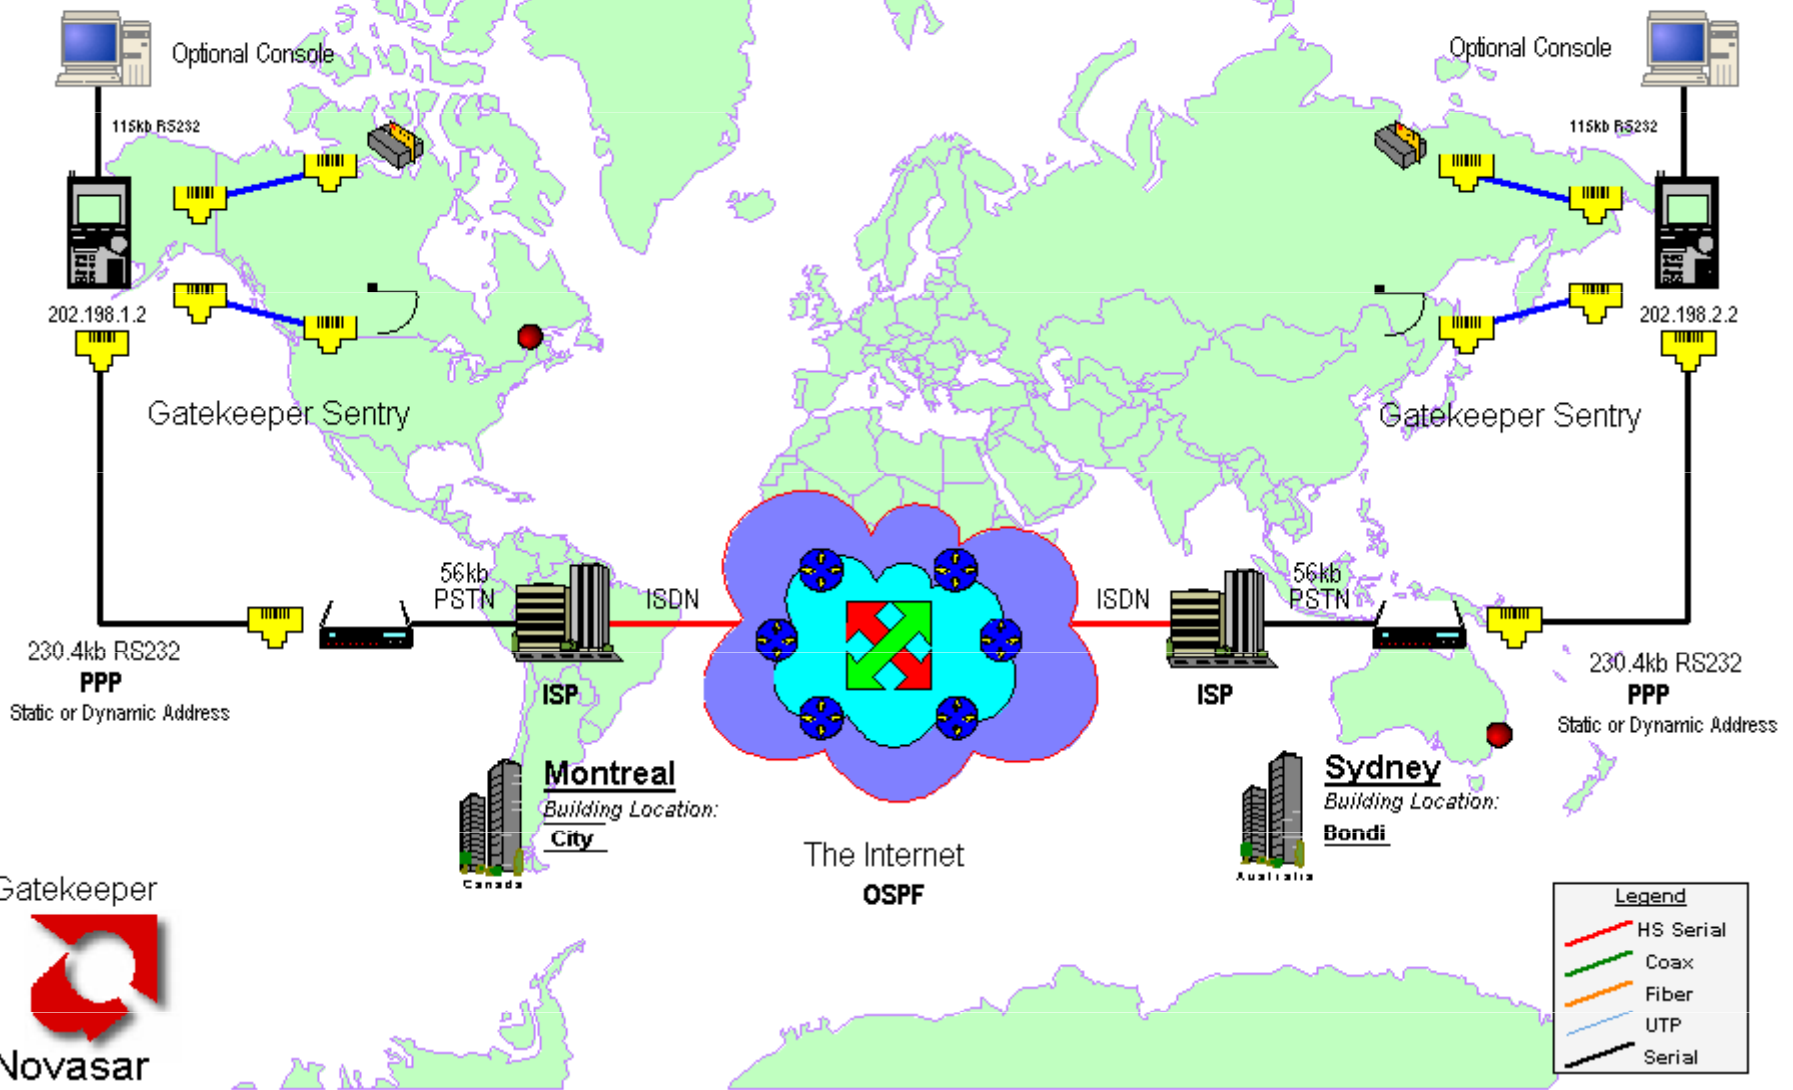 Optional Console
Optional Console
115kb RS232
115kb RS232
202.198.1.2
202.198.2.2
Gatekeeper Sentry
Gatekeeper Sentry
56kb
PSTN
ISDN
ISDN
56kb
PSTN
230.4kb RS232
PPP
Static or Dynamic Address
ISP
ISP
230.4kb RS232
PPP
Static or Dynamic Address
Montreal
Building Location:
City
Canada
Sydney
Building Location:
Bondi
Australia
The Internet
OSPF
Gatekeeper
Novasar
Legend
HS Serial
Coax
Fiber
UTP
Serial